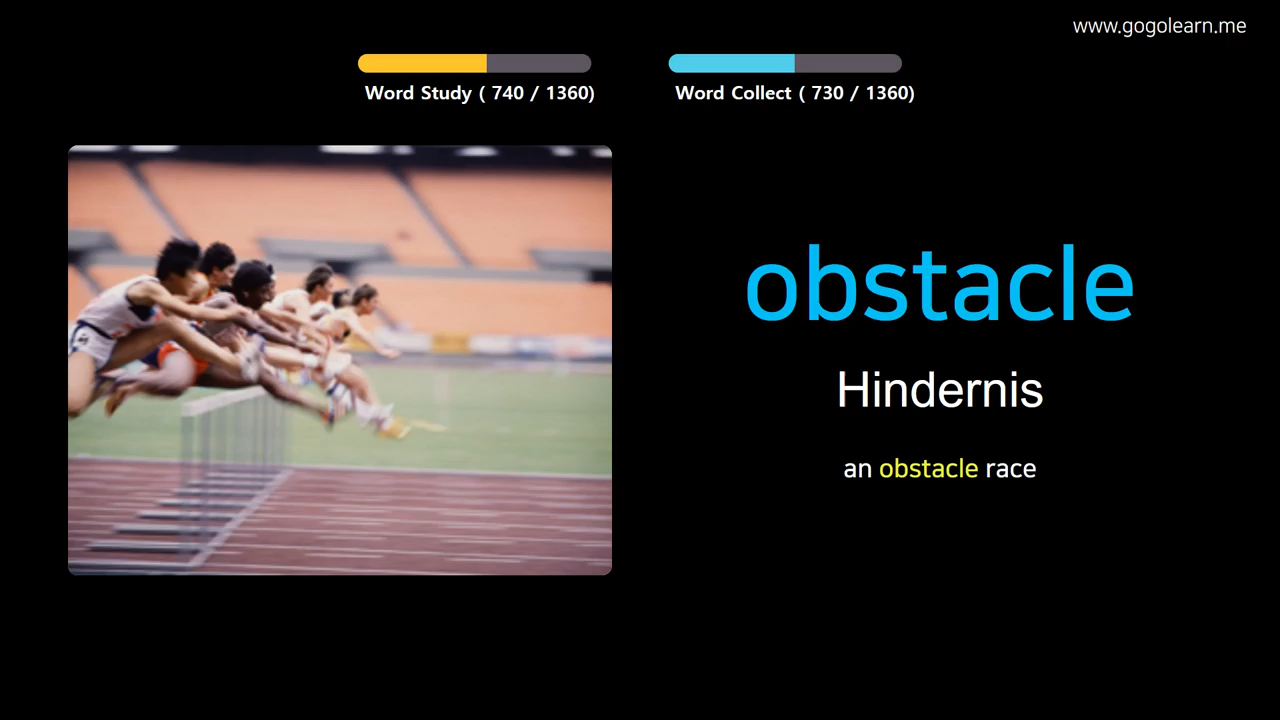 www.gogolearn.me
Word Study ( 740 / 1360)
Word Collect ( 730 / 1360)
obstacle
Hindernis
an obstacle race